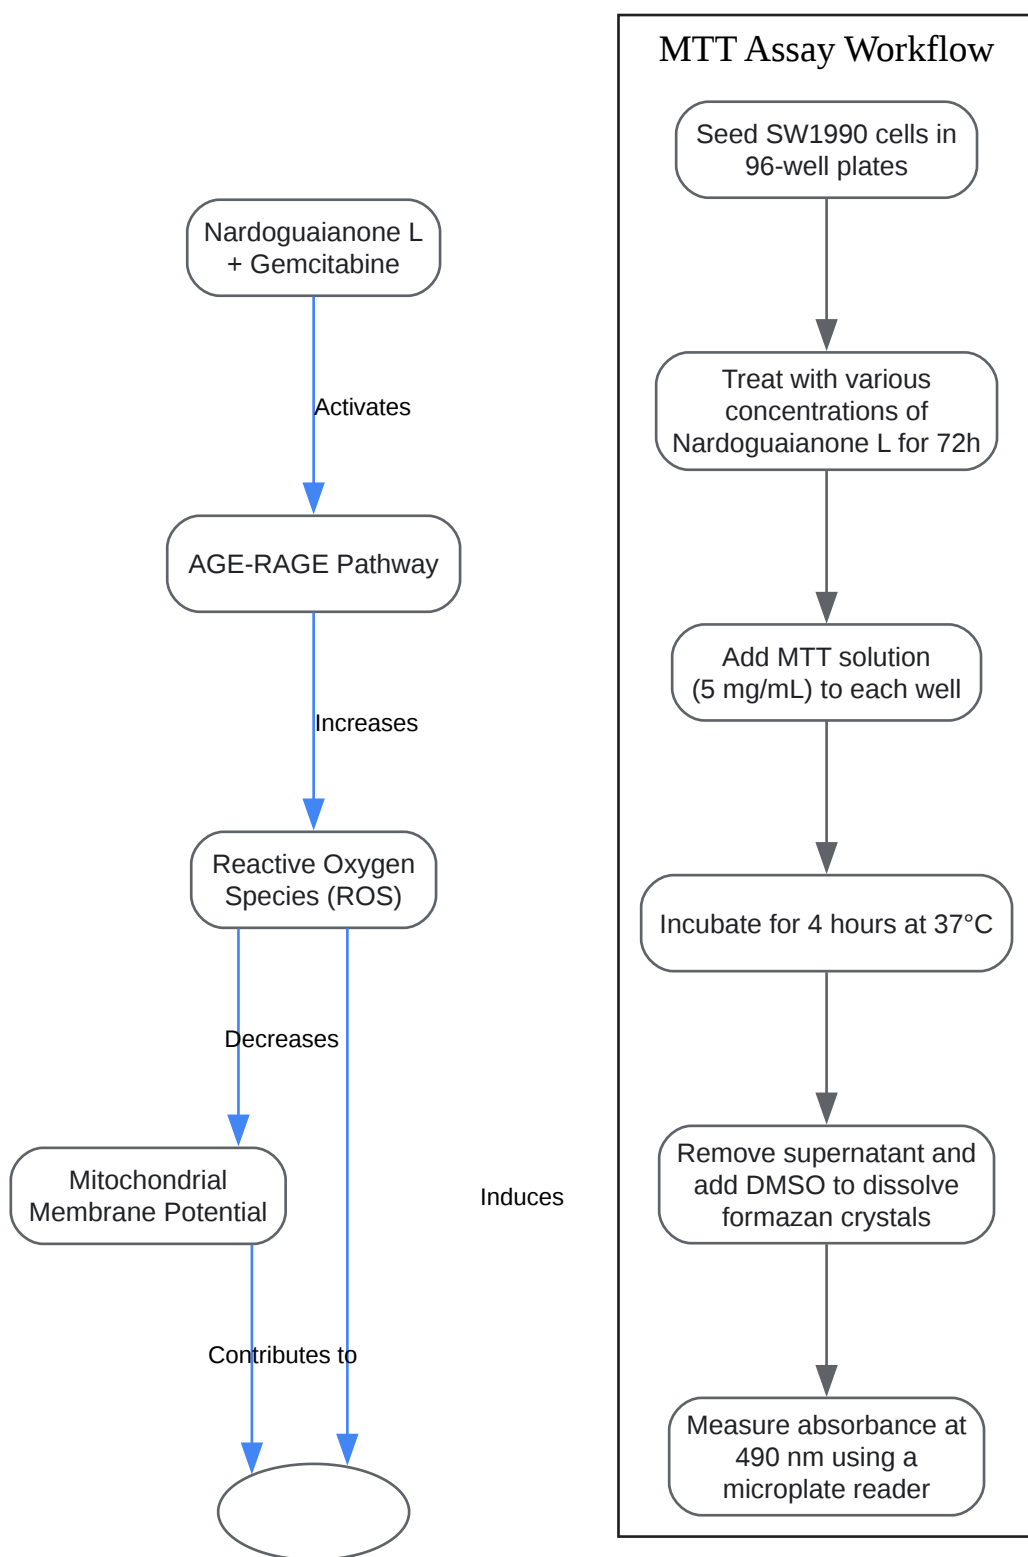 Nardoguaianone L
+ Gemcitabine
Activates
AGE-RAGE Pathway
Increases
Reactive Oxygen
Species (ROS)
Decreases
Mitochondrial
Membrane Potential
Induces
Contributes to
MTT Assay Workflow
Seed SW1990 cells in
96-well plates
Treat with various
concentrations of
Nardoguaianone L for 72h
Add MTT solution
(5 mg/mL) to each well
Incubate for 4 hours at 37°C
Remove supernatant and
add DMSO to dissolve
formazan crystals
Measure absorbance at
490 nm using a
microplate reader